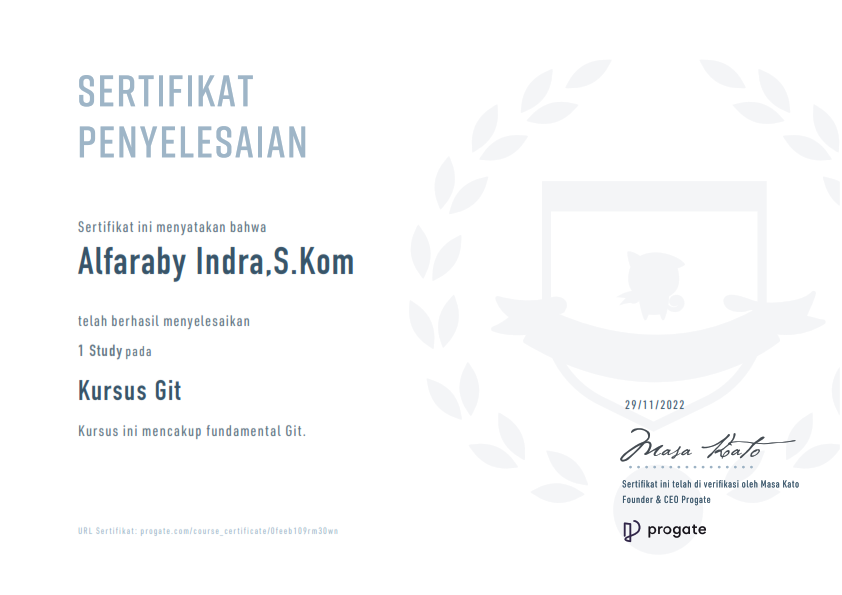 SERTIFIKAT
PENYELESAIAN
Sertifikat ini menyatakan bahwa
Alfaraby Indra,S.Kom
telah berhasil menyelesaikan
1 Study pada
Kursus Git
Kursus ini mencakup fundamental Git.
29/11/2022
Masa Kato
Sertifikat ini telah di verifikasi oleh Masa Kato
Founder & CEO Progate
progate
URL Sertifikat: progate.com/course_certificate/0feeb109rm30wn